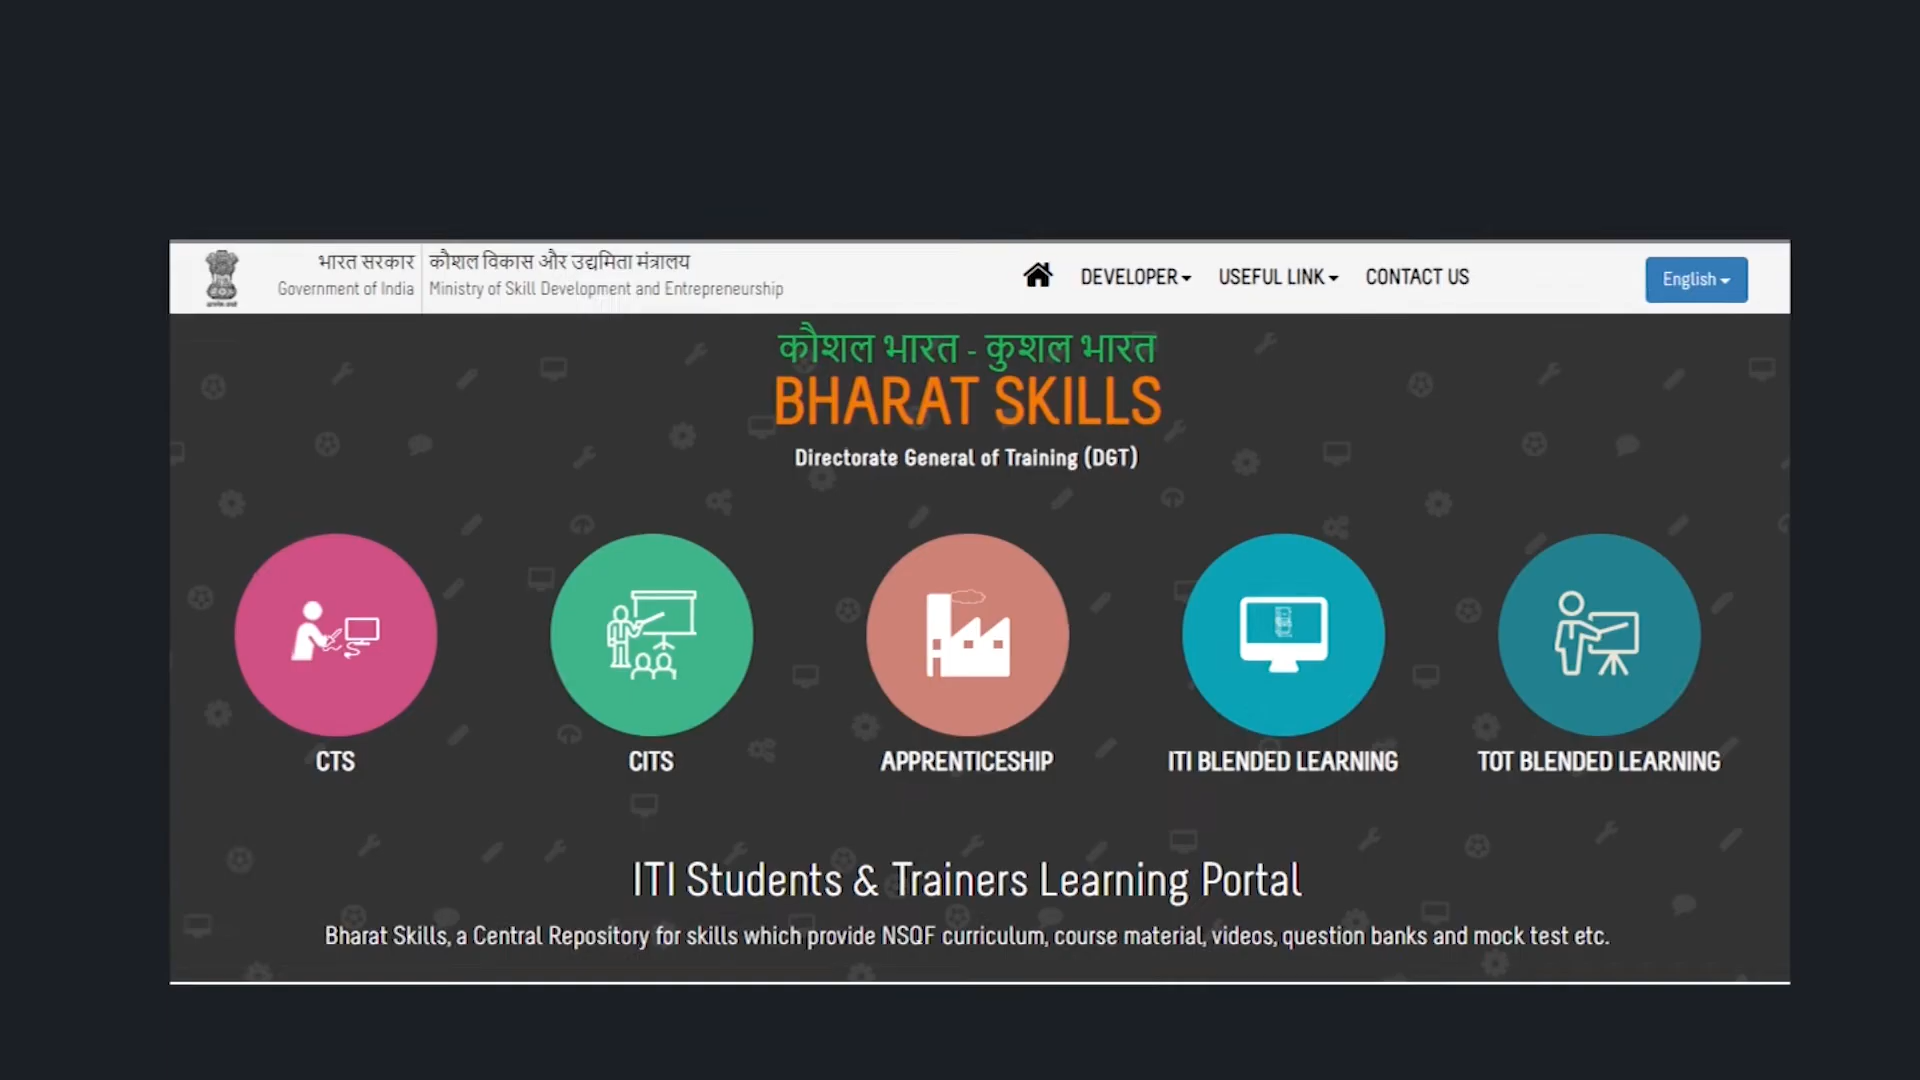 भारत सरकार
Government of India
कौशल विकास और उद्यमिता मंत्रालय
Ministry of Skill Development and Entrepreneurship
DEVELOPER
USEFUL LINK
CONTACT US
English
कौशल भारत - कुशल भारत
BHARAT SKILLS
Directorate General of Training (DGT)
CTS
CITS
APPRENTICESHIP
ITI BLENDED LEARNING
TOT BLENDED LEARNING
ITI Students & Trainers Learning Portal
Bharat Skills, a Central Repository for skills which provide NSQF curriculum, course material, videos, question banks and mock test etc.